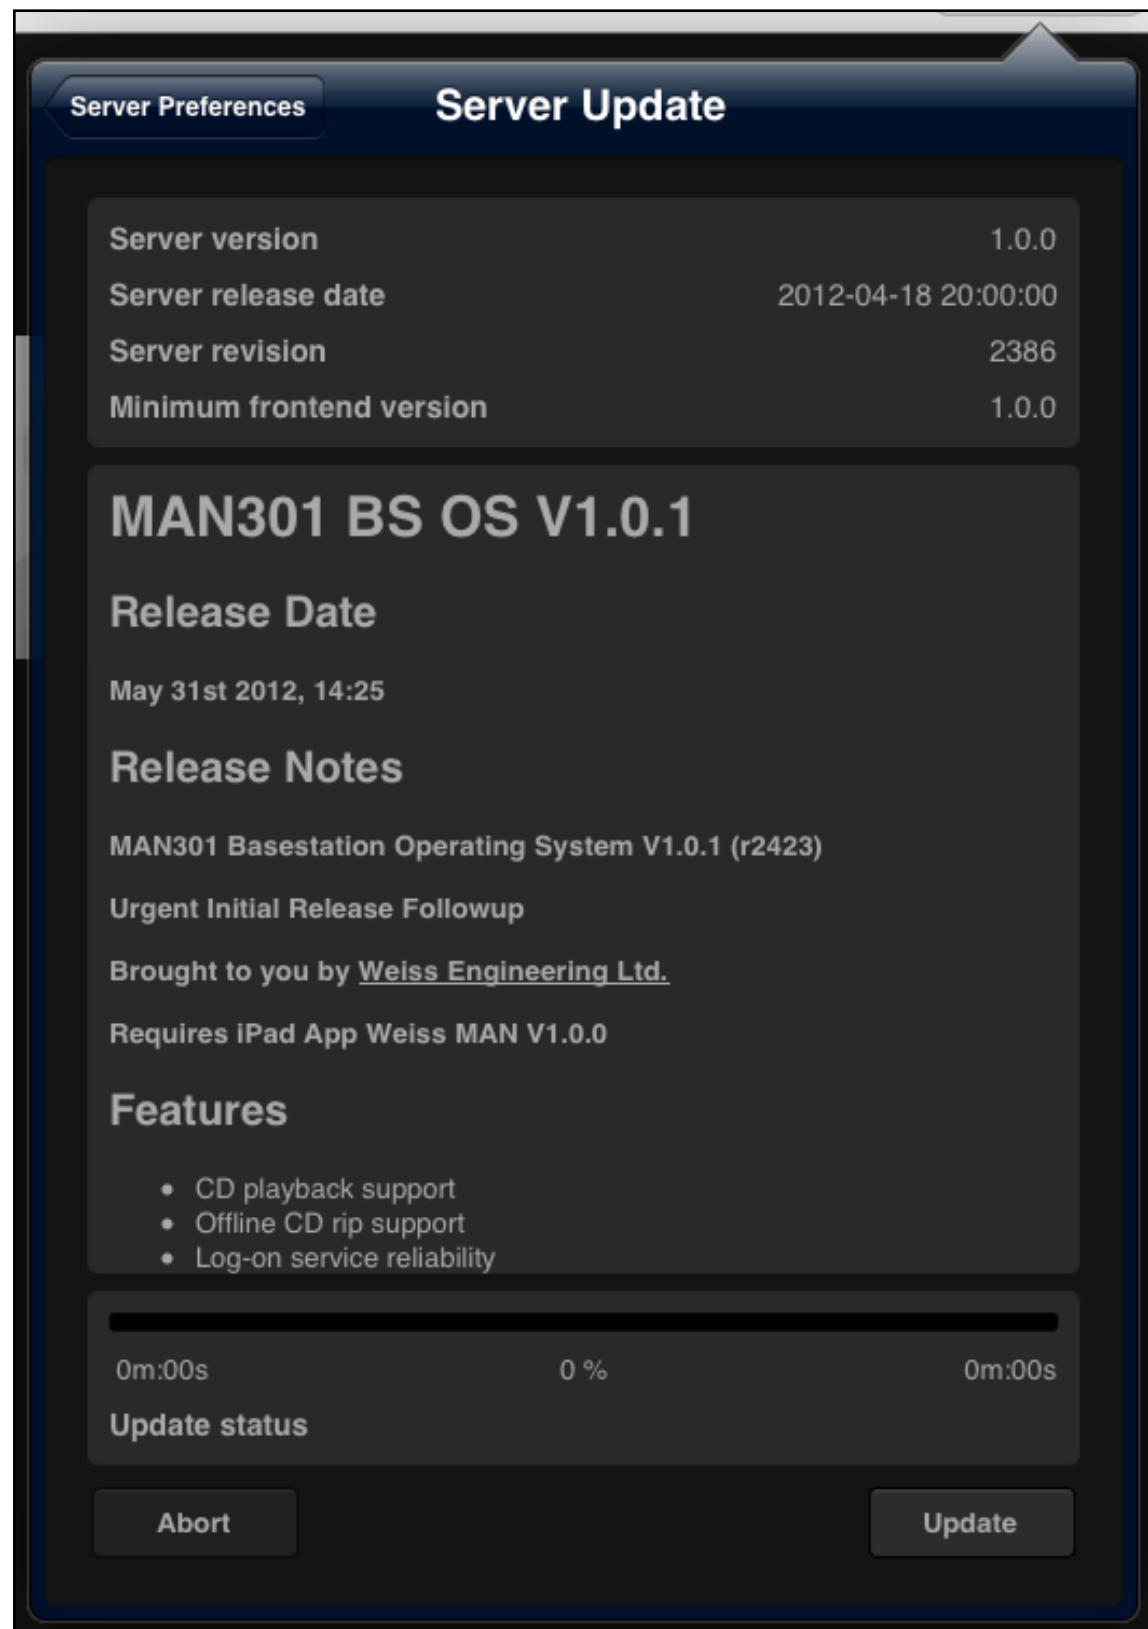 Server Preferences
Server Update
Server version 1.0.0
Server release date 2012-04-18 20:00:00
Server revision 2386
Minimum frontend version 1.0.0
MAN301 BS OS V1.0.1
Release Date
May 31st 2012, 14:25
Release Notes
MAN301 Basestation Operating System V1.0.1 (r2423)
Urgent Initial Release Followup
Brought to you by Weiss Engineering Ltd.
Requires iPad App Weiss MAN V1.0.0
Features
• CD playback support
• Offline CD rip support
• Log-on service reliability
0m:00s 0 % 0m:00s
Update status
Abort Update